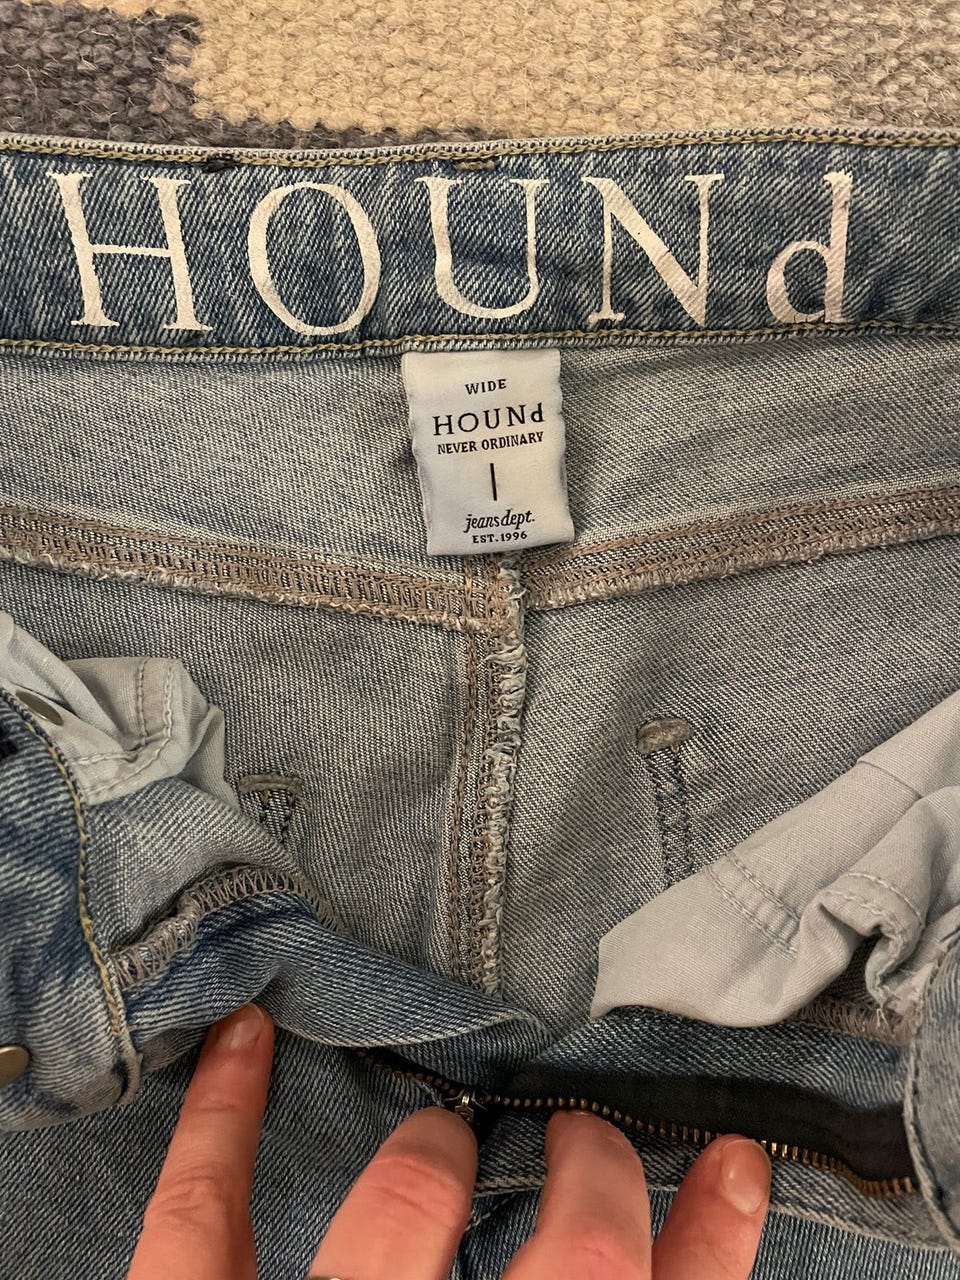 HOUNd
WIDE
HOUNd
NEVER ORDINARY
jeans dept.
EST. 1996